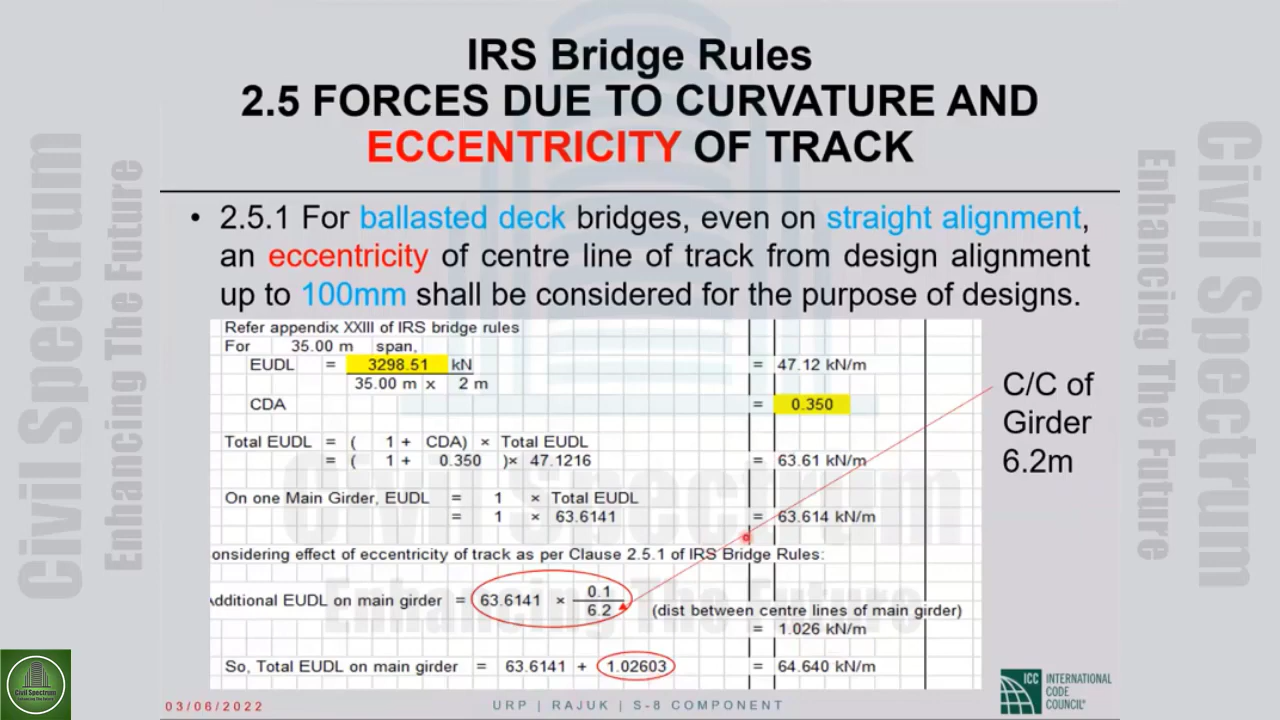 IRS Bridge Rules
2.5 FORCES DUE TO CURVATURE AND
ECCENTRICITY OF TRACK
• 2.5.1 For ballasted deck bridges, even on straight alignment,
an eccentricity of centre line of track from design alignment
up to 100mm shall be considered for the purpose of designs.
Refer appendix XXIII of IRS bridge rules
For 35.00 m span,
EUDL = 3298.51 kN = 47.12 kN/m
35.00 m x 2 m
CDA = 0.350
Total EUDL = ( 1 + CDA) × Total EUDL
= ( 1 + 0.350 )× 47.1216 = 63.61 kN/m
On one Main Girder, EUDL = 1 × Total EUDL
= 1 × 63.6141 = 63.614 kN/m
onsidering effect of eccentricity of track as per Clause 2.5.1 of IRS Bridge Rules:
Additional EUDL on main girder = 63.6141 × 0.1
6.2 (dist between centre lines of main girder)
= 1.026 kN/m
So, Total EUDL on main girder = 63.6141 + 1.02603 = 64.640 kN/m
C/C of
Girder
6.2m
Civil Spectrum
Enhancing The Future
Civil Spectrum
Enhancing The Future
Civil Spectrum
Enhancing The Future
Civil Spectrum
03/06/2022
URP | RAJUK | S-8 COMPONENT
ICC INTERNATIONAL
CODE
COUNCIL